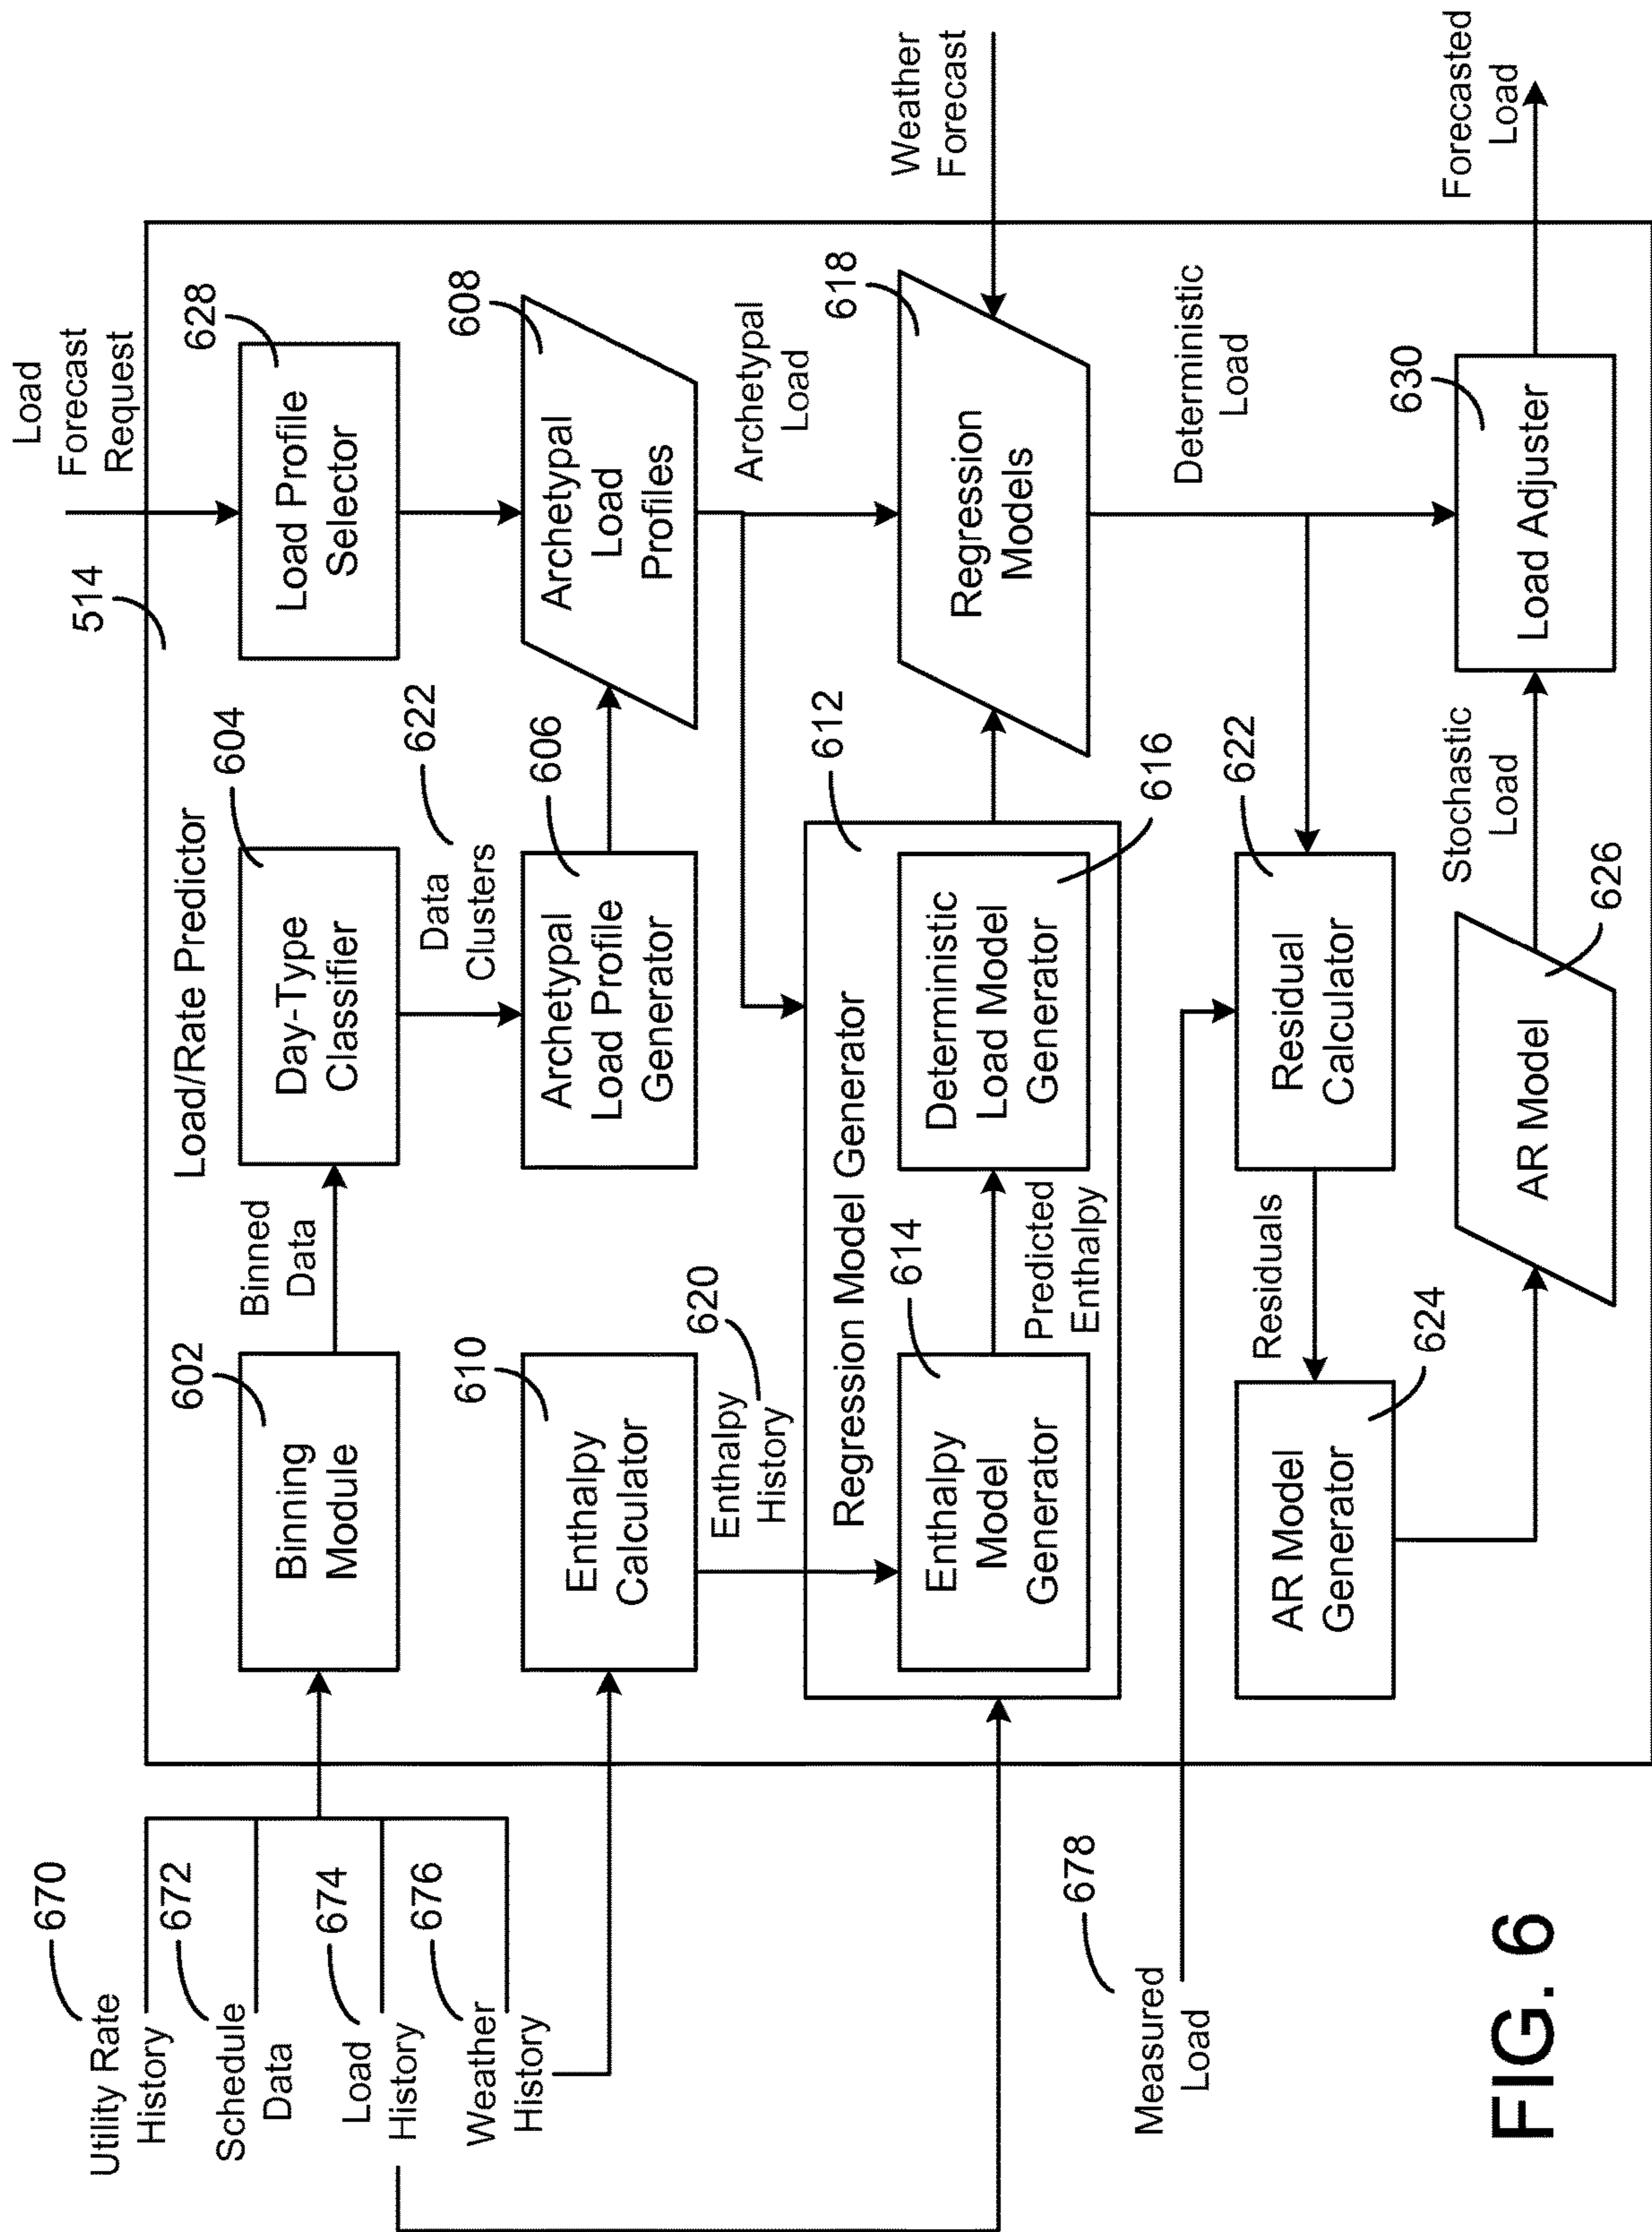 Load
Forecast
Request
514
Load/Rate Predictor
Utility Rate
History
670
Schedule
Data
672
Load
History
674
Weather
History
676
602
Binning
Module
Binned
Data
604
Day-Type
Classifier
628
Load Profile
Selector
Data
Clusters
622
610
Enthalpy
Calculator
606
Archetypal
Load Profile
Generator
608
Archetypal
Load
Profiles
Enthalpy
History
620
Archetypal
Load
Weather
Forecast
Regression Model Generator
612
614
Enthalpy
Model
Generator
Predicted
Enthalpy
Deterministic
Load Model
Generator
616
618
Regression
Models
Deterministic
Load
Measured
Load
678
AR Model
Generator
624
Residuals
Residual
Calculator
622
AR Model
626
Stochastic
Load
630
Load Adjuster
Forecasted
Load
FIG. 6